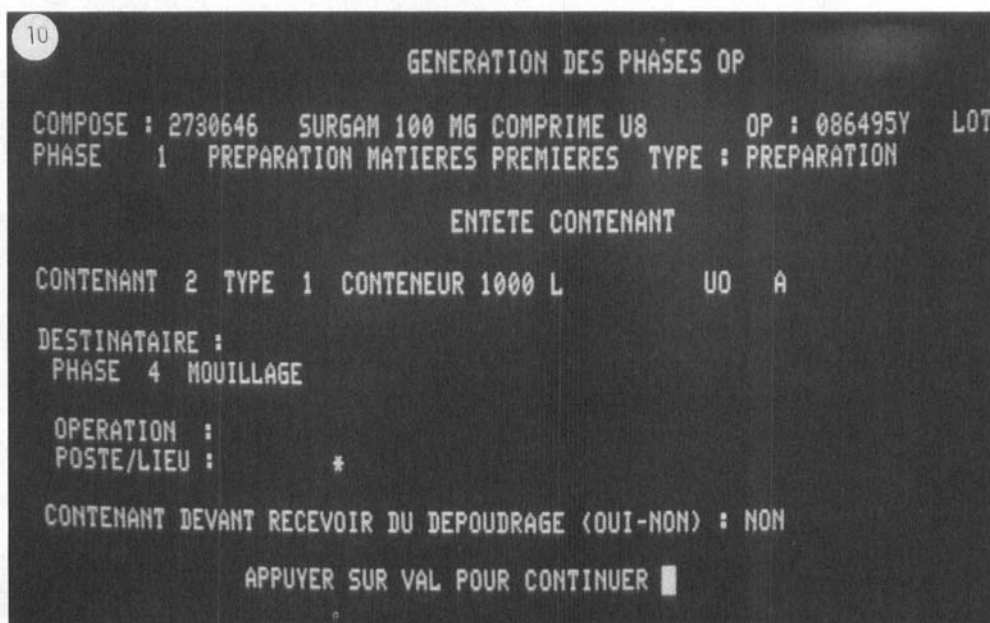 10
GENERATION DES PHASES OP
COMPOSE : 2730646 SURGAM 100 MG COMPRIME U8 OP : 086495Y LOT
PHASE 1 PREPARATION MATIERES PREMIERES TYPE : PREPARATION
ENTETE CONTENANT
CONTENANT 2 TYPE 1 CONTENEUR 1000 L UO A
DESTINATAIRE :
PHASE 4 MOUILLAGE
OPERATION :
POSTE/LIEU : *
CONTENANT DEVANT RECEVOIR DU DEPOUDRAGE (OUI-NON) : NON
APPUYER SUR VAL POUR CONTINUER